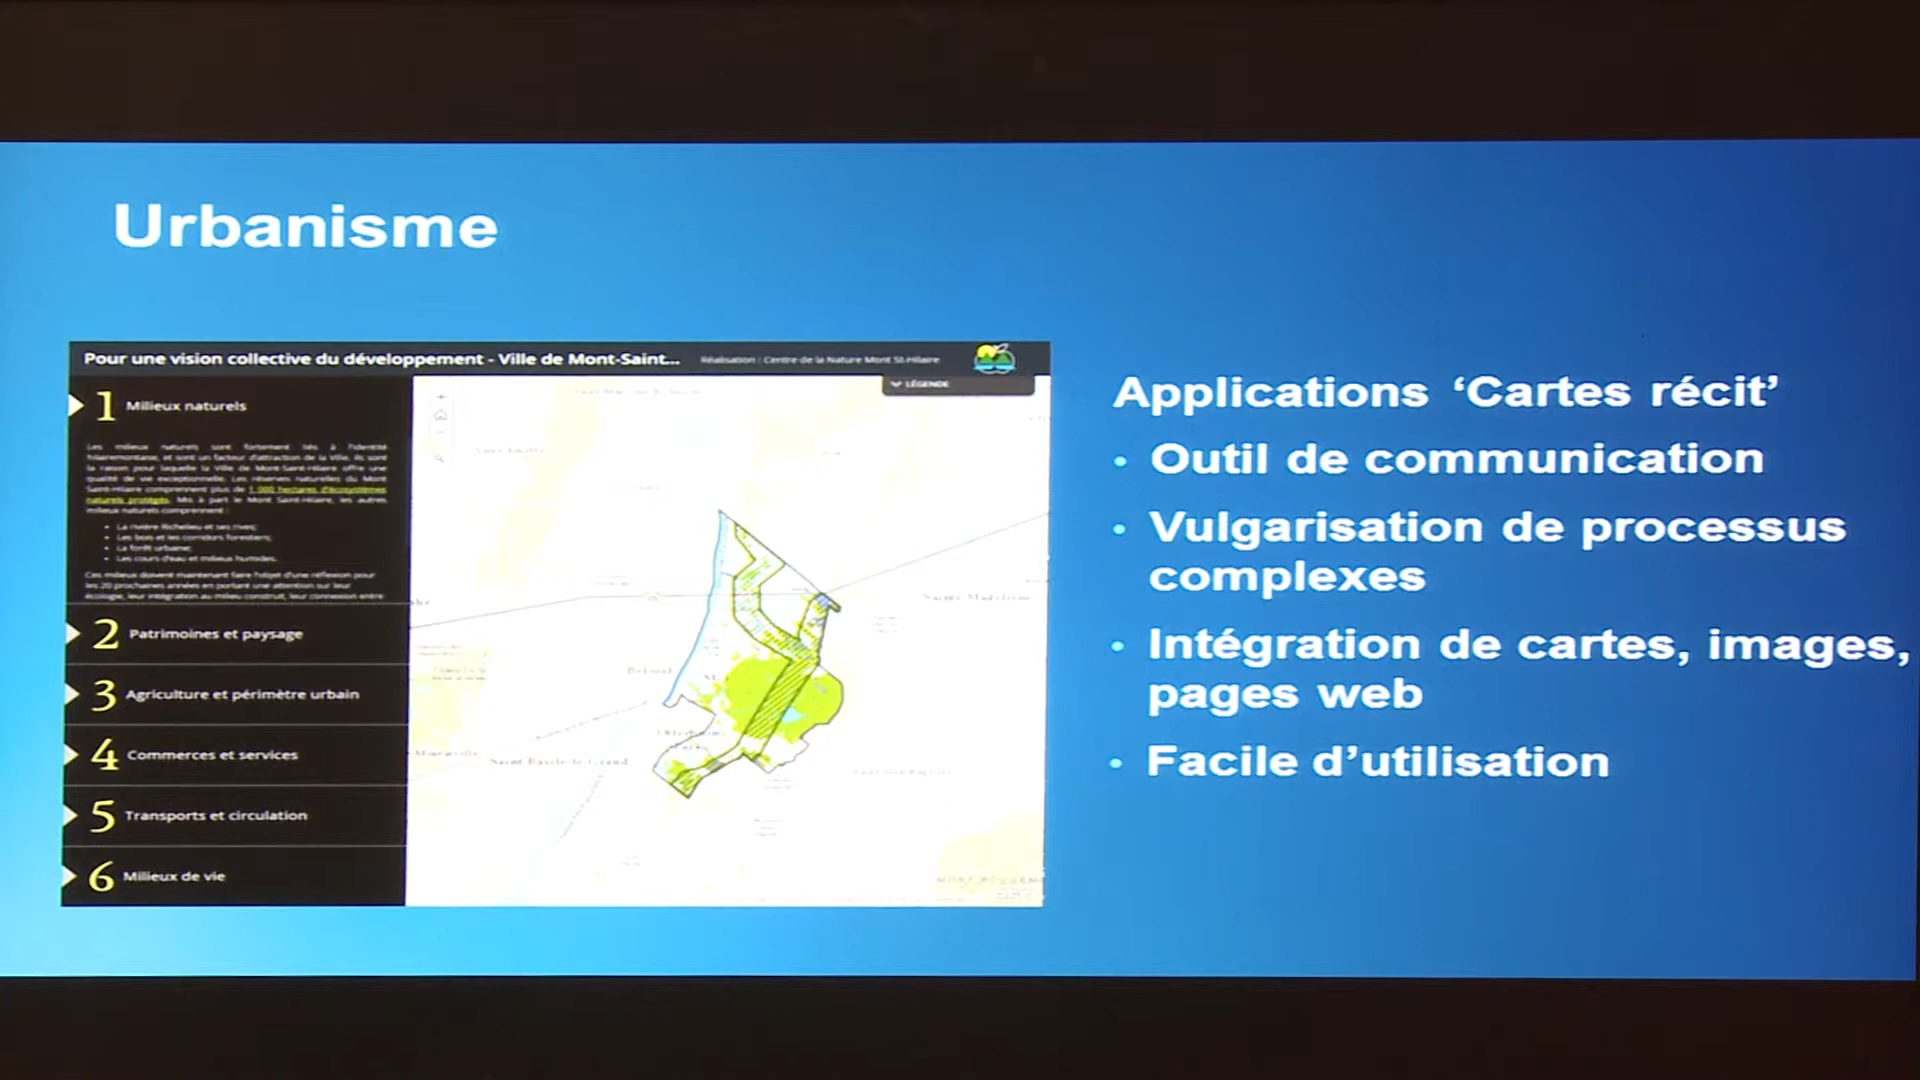 Urbanisme
Pour une vision collective du développement - Ville de Mont-Saint...
Réalisation : Centre de la Nature Mont St-Hilaire
LÉGENDE
1 Milieux naturels
Les milieux naturels sont fortement liés à l'identité
hilairemontaise, et sont un facteur d'attraction de la Ville. Ils sont
la raison pour laquelle la Ville de Mont-Saint-Hilaire offre une
qualité de vie exceptionnelle. Les réserves naturelles du Mont
Saint-Hilaire comprennent plus de 1 000 hectares d'écosystèmes
naturels protégés. Mis à part le Mont Saint-Hilaire, les autres
milieux naturels comprennent :
• La rivière Richelieu et ses rives;
• Les bois et les corridors forestiers;
• La forêt urbaine;
• Les cours d'eau et milieux humides.
Ces milieux doivent maintenant faire l'objet d'une réflexion pour
les 20 prochaines années en portant une attention sur leur
écologie, leur intégration au milieu construit, leur connexion entre
2 Patrimoines et paysage
3 Agriculture et périmètre urbain
4 Commerces et services
5 Transports et circulation
6 Milieux de vie
Sainte-Madeleine
Beloeil
Otterburn
Park
Saint-Basile-le-Grand
Applications ‘Cartes récit’
• Outil de communication
• Vulgarisation de processus
complexes
• Intégration de cartes, images,
pages web
• Facile d’utilisation